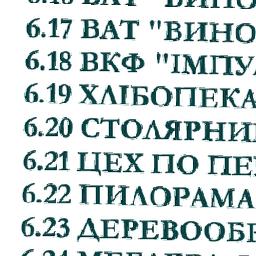 6.17 ВАТ "ВИНО
6.18 ВКФ "ІМПУ
6.19 ХЛІБОПЕКА
6.20 СТОЛЯРНИ
6.21 ЦЕХ ПО ПЕ
6.22 ПИЛОРАМА
6.23 ДЕРЕВООБ